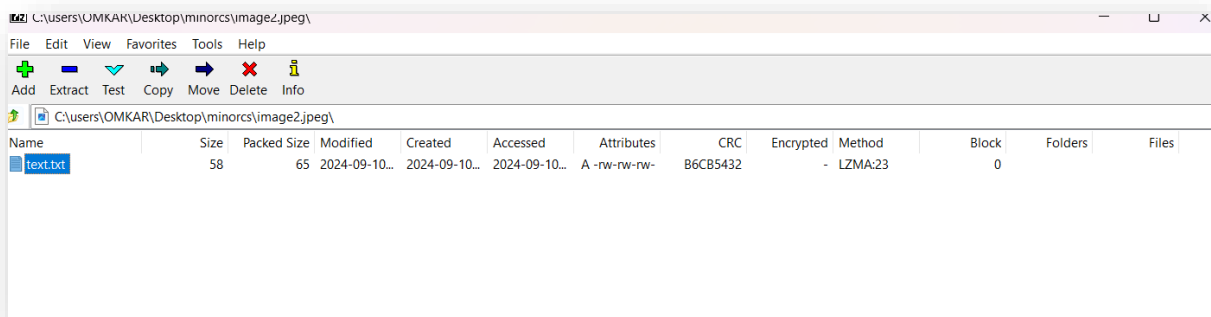 C:\users\OMKAR\Desktop\minorcs\image2.jpeg\
File Edit View Favorites Tools Help
Add Extract Test Copy Move Delete Info
C:\users\OMKAR\Desktop\minorcs\image2.jpeg\
Name Size Packed Size Modified Created Accessed Attributes CRC Encrypted Method Block Folders Files
text.txt 58 65 2024-09-10... 2024-09-10... 2024-09-10... A -rw-rw-rw- B6CB5432 - LZMA:23 0